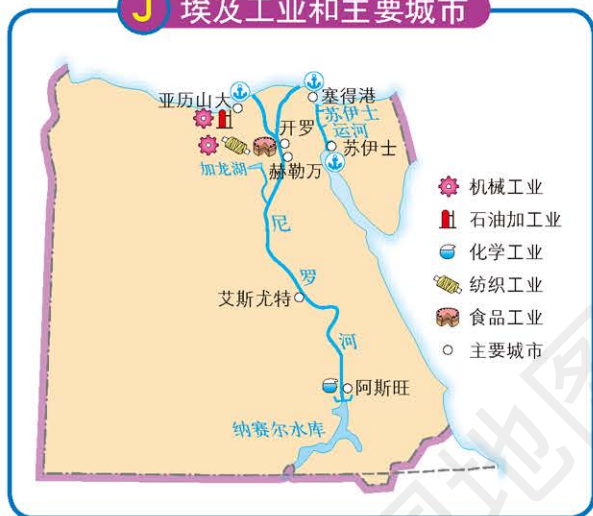 J 埃及工业和主要城市
亚历山大
塞得港
苏伊士
运河
开罗
苏伊士
加龙湖
赫勒万
尼
罗
河
艾斯尤特
阿斯旺
纳赛尔水库
机械工业
石油加工业
化学工业
纺织工业
食品工业
主要城市
地图